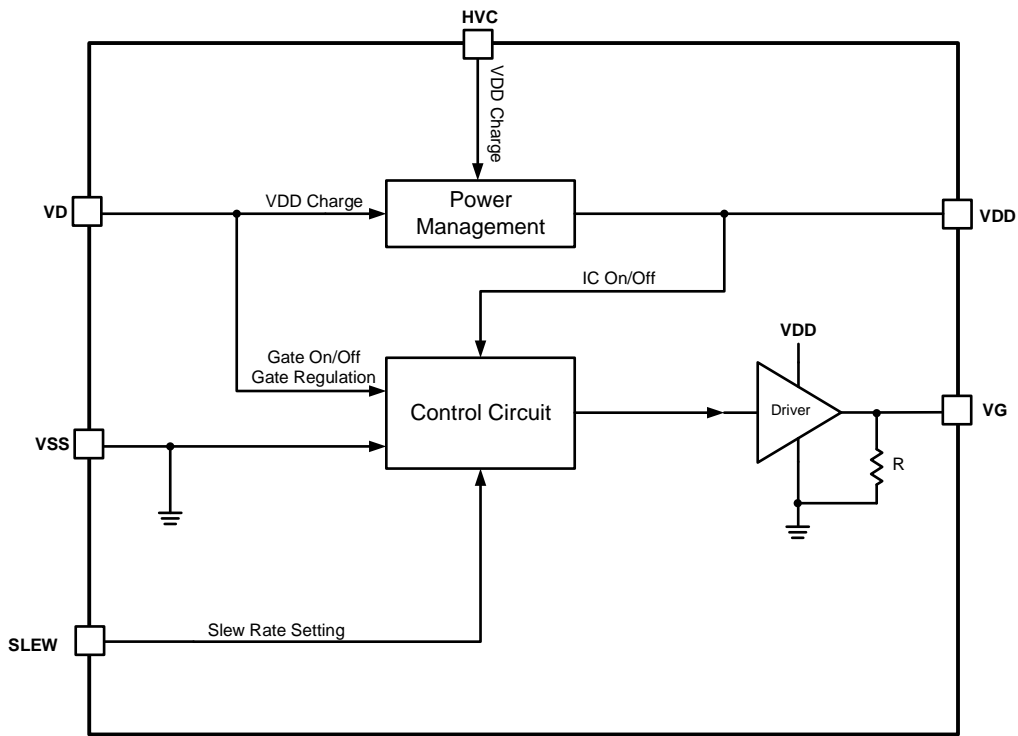 HVC
VDD Charge
VD
VDD Charge
Power
Management
VDD
IC On/Off
Gate On/Off
Gate Regulation
Control Circuit
VDD
Driver
VG
R
VSS
SLEW
Slew Rate Setting